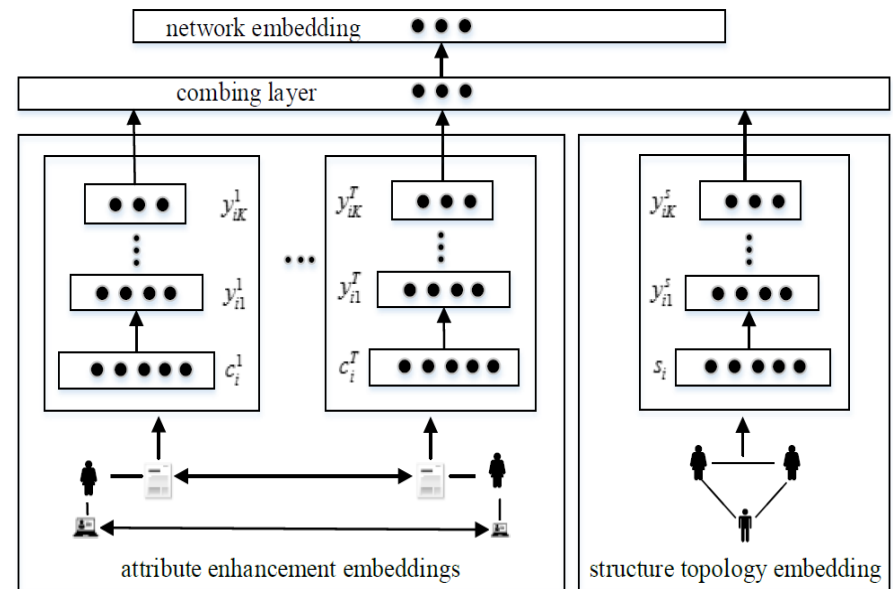 network embedding
combing layer
y_{iK}^1 y_{iK}^T y_{iK}^s
y_{i1}^1 y_{i1}^T y_{i1}^s
c_i^1 c_i^T s_i
attribute enhancement embeddings
structure topology embedding